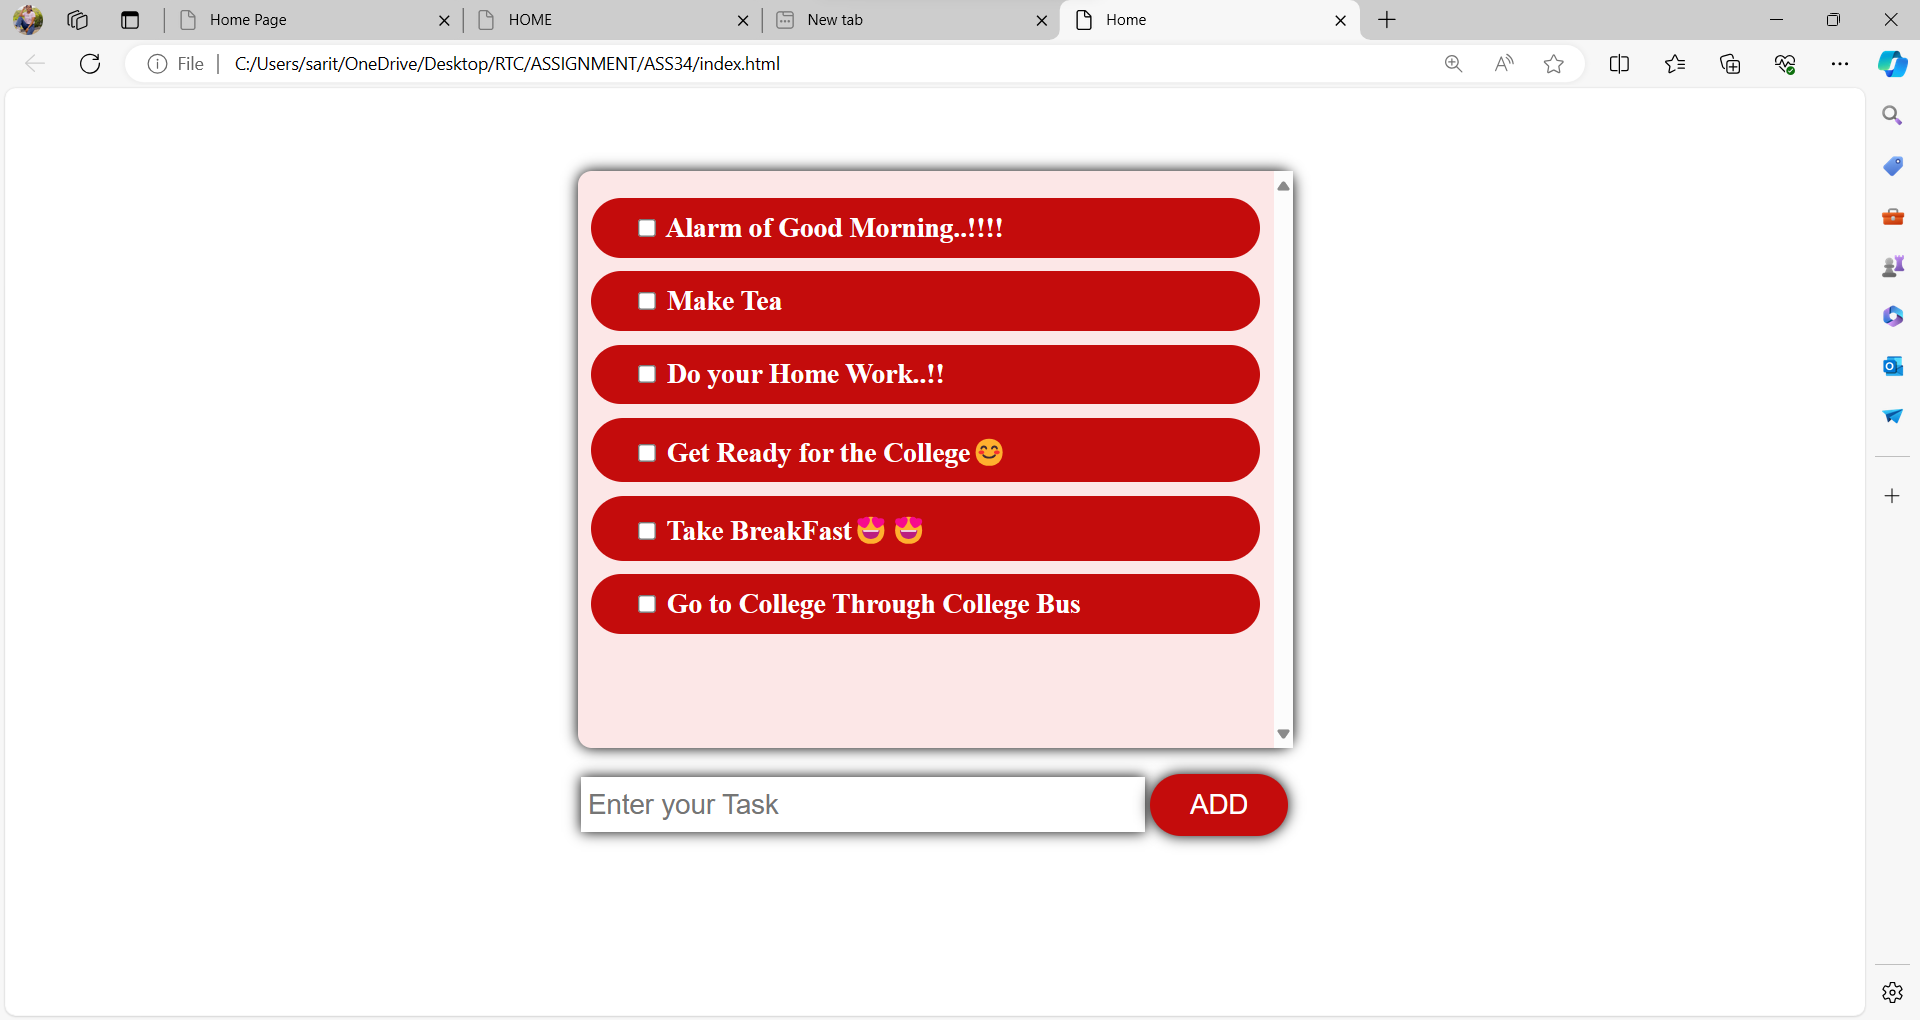 Home Page
HOME
New tab
Home
File
C:/Users/sarit/OneDrive/Desktop/RTC/ASSIGNMENT/ASS34/index.html
Alarm of Good Morning..!!!!
Make Tea
Do your Home Work..!!
Get Ready for the College😊
Take BreakFast😍 😍
Go to College Through College Bus
Enter your Task
ADD